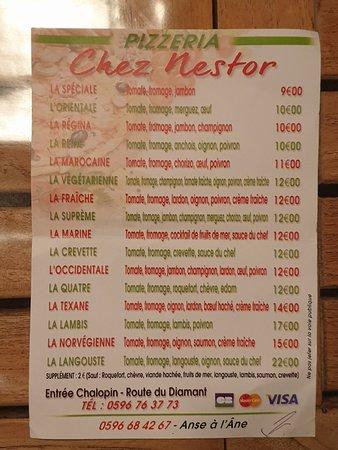 PIZZERIA
Chez Nestor
LA SPÉCIALE Tomate, fromage, jambon 9€00
L'ORIENTALE Tomate, fromage, merguez, œuf 10€00
LA RÉGINA Tomate, fromage, jambon, champignon 10€00
LA REINE Tomate, fromage, anchois, oignon, poivron 10€00
LA MAROCAINE Tomate, fromage, chorizo, œuf, poivron 11€00
LA VÉGÉTARIENNE Tomate, fromage, champignon, tomate fraîche, oignon, poivron, crème fraîche 12€00
LA FRAÎCHE Tomate, fromage, lardon, oignon, poivron, crème fraîche 12€00
LA SUPRÊME Tomate, fromage, jambon, champignon, merguez, chorizo, œuf, poivron 12€00
LA MARINE Tomate, fromage, cocktail de fruits de mer, sauce du chef 12€00
LA CREVETTE Tomate, fromage, crevette, sauce du chef 12€00
L'OCCIDENTALE Tomate, fromage, jambon, champignon, lardon, œuf, poivron 12€00
LA QUATRE Tomate, fromage, roquefort, chèvre, edam 12€00
LA TEXANE Tomate, fromage, oignon, lardon, bœuf haché, crème fraîche 14€00
LA LAMBIS Tomate, fromage, lambis, poivron 17€00
LA NORVÉGIENNE Tomate, fromage, oignon, saumon, crème fraîche 15€00
LA LANGOUSTE Tomate, fromage, langouste, oignon, sauce du chef 22€00
SUPPLÉMENT : 2 € (Sauf : Roquefort, chèvre, viande hachée, fruits de mer, langouste, lambis, saumon, crevette)
Ne pas jeter sur la voie publique
Entrée Chalopin - Route du Diamant
TÉL : 0596 76 37 73
CB MasterCard VISA
0596 68 42 67 - Anse à l'Âne